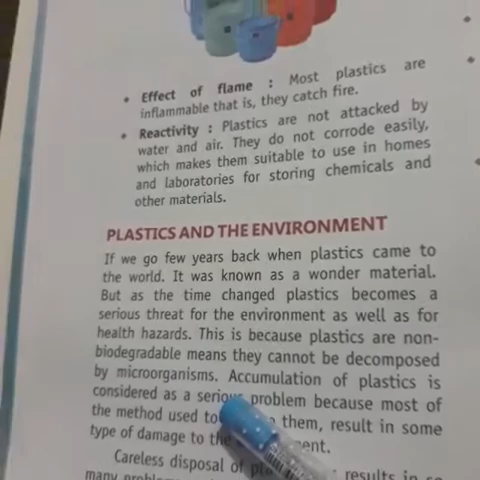 • Effect of flame : Most plastics are
inflammable that is, they catch fire.
• Reactivity : Plastics are not attacked by
water and air. They do not corrode easily,
which makes them suitable to use in homes
and laboratories for storing chemicals and
other materials.
PLASTICS AND THE ENVIRONMENT
If we go few years back when plastics came to
the world. It was known as a wonder material.
But as the time changed plastics becomes a
serious threat for the environment as well as for
health hazards. This is because plastics are non-
biodegradable means they cannot be decomposed
by microorganisms. Accumulation of plastics is
considered as a serious problem because most of
the method used to them, result in some
type of damage to the
Careless disposal of results in
many